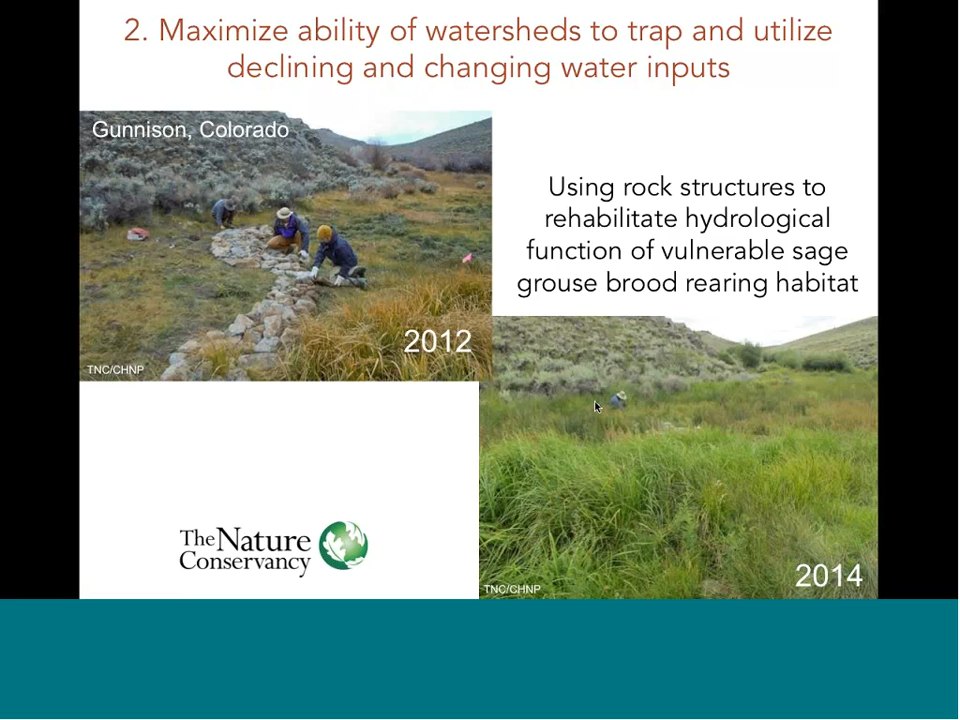 2. Maximize ability of watersheds to trap and utilize
declining and changing water inputs
Gunnison, Colorado
2012
TNC/CHNP
Using rock structures to
rehabilitate hydrological
function of vulnerable sage
grouse brood rearing habitat
The Nature
Conservancy
2014
TNC/CHNP